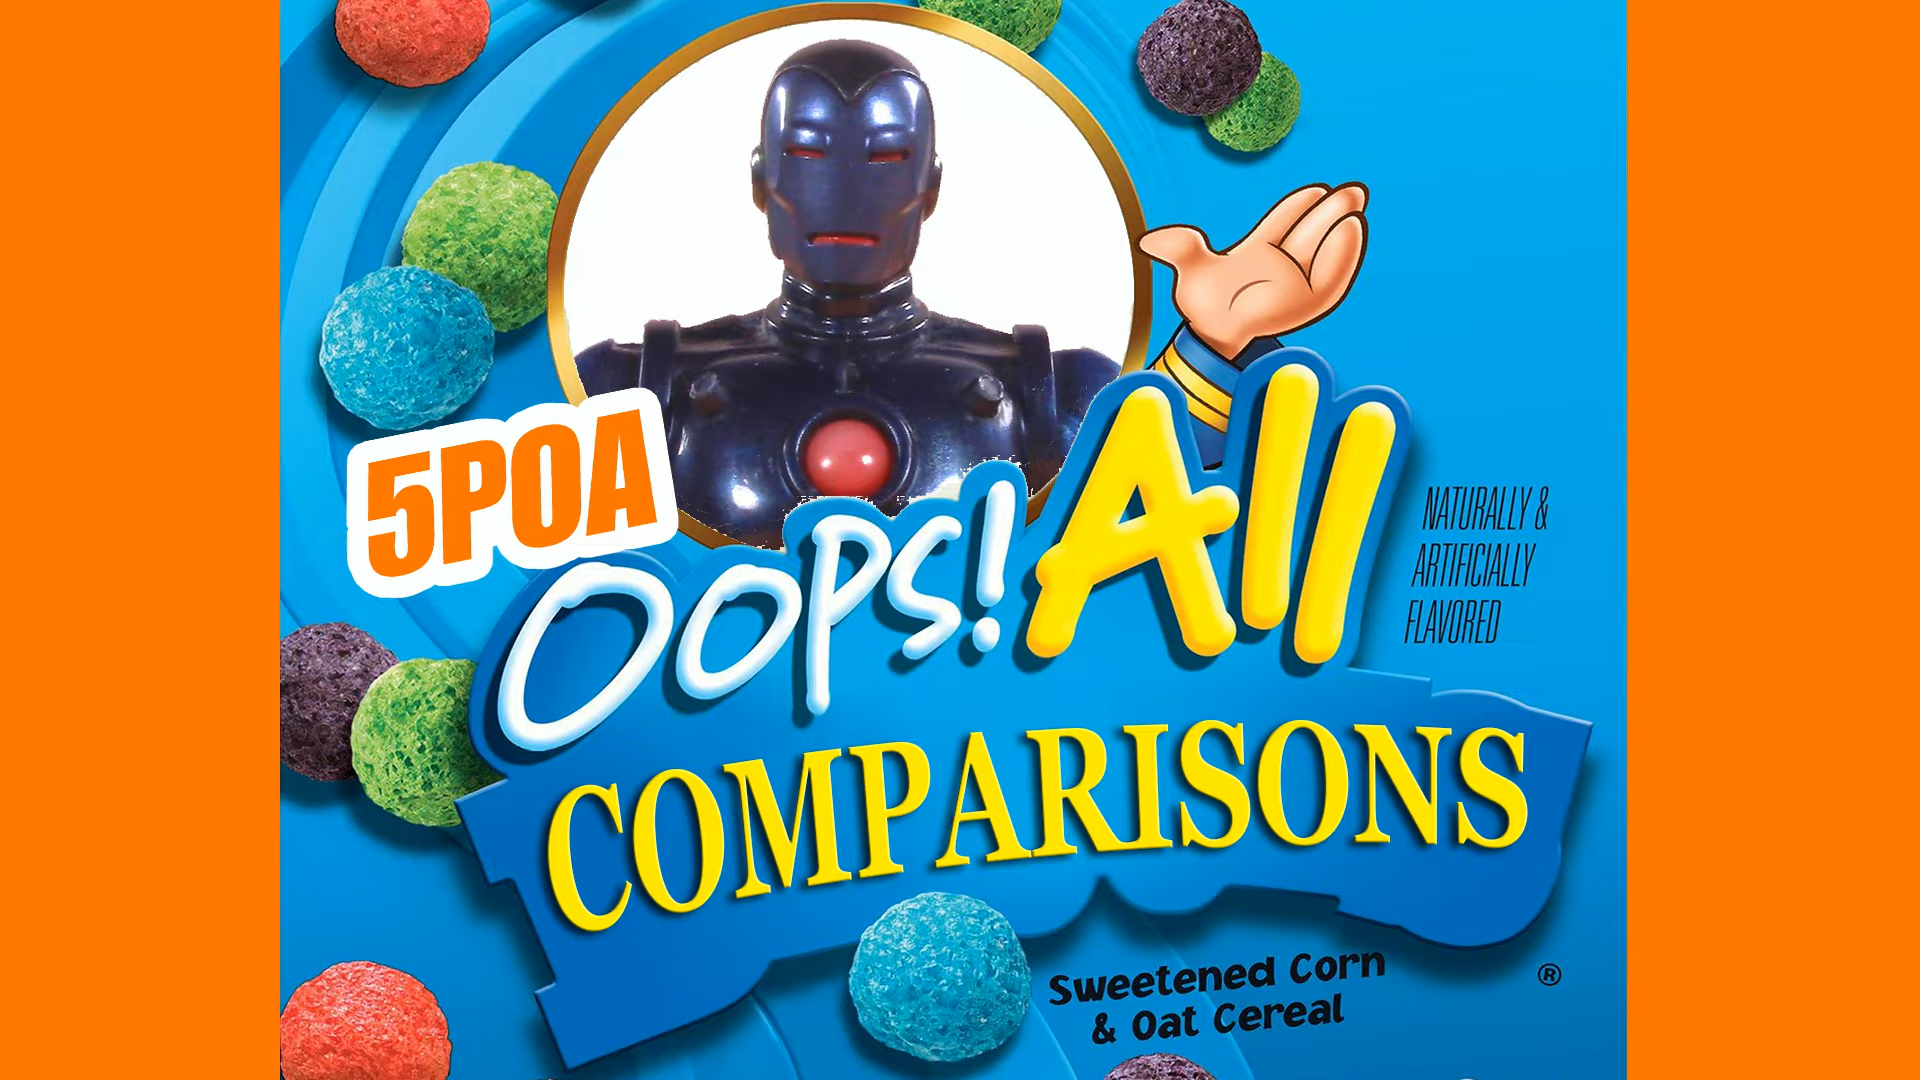 5POA
Oops! All
COMPARISONS
NATURALLY &
ARTIFICIALLY
FLAVORED
Sweetened Corn
& Oat Cereal
®